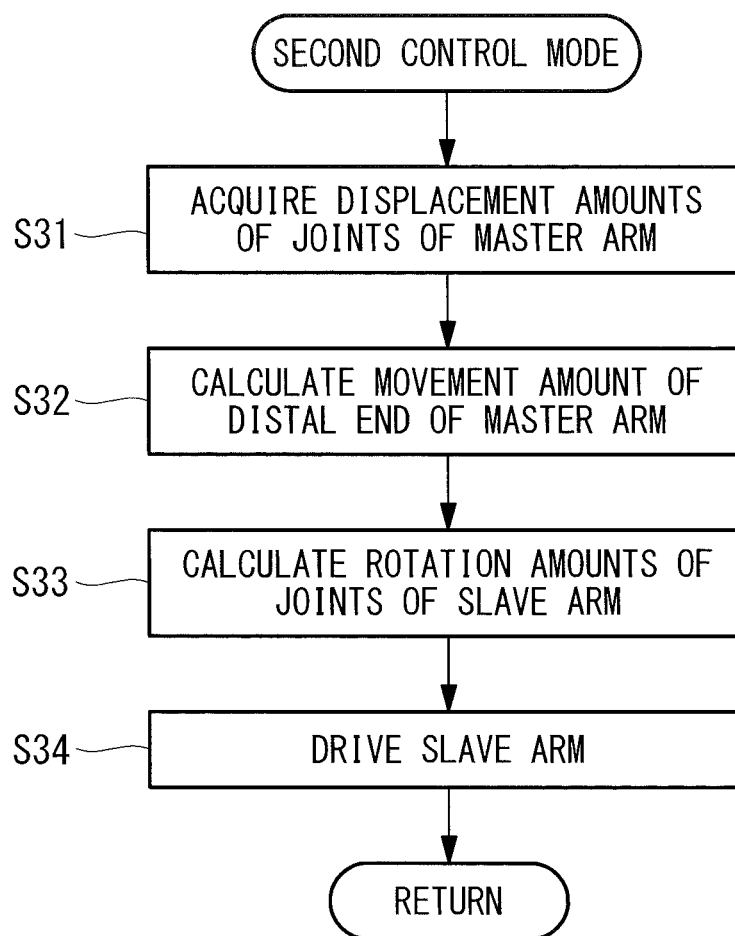 SECOND CONTROL MODE
S31
ACQUIRE DISPLACEMENT AMOUNTS
OF JOINTS OF MASTER ARM
S32
CALCULATE MOVEMENT AMOUNT OF
DISTAL END OF MASTER ARM
S33
CALCULATE ROTATION AMOUNTS OF
JOINTS OF SLAVE ARM
S34
DRIVE SLAVE ARM
RETURN